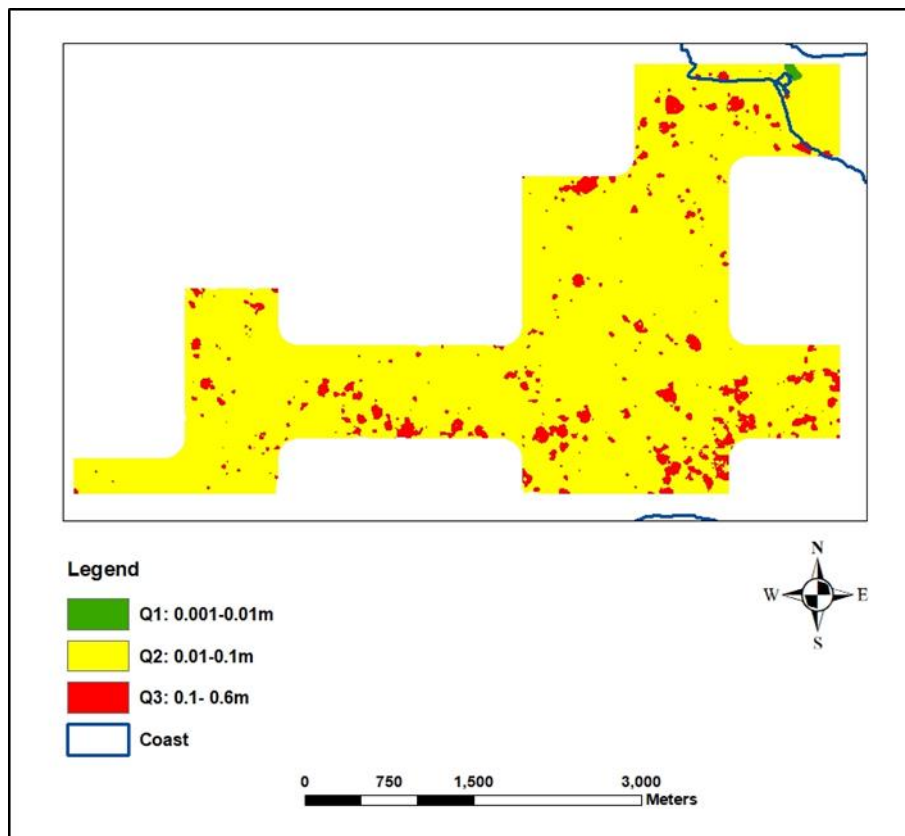 Legend
Q1: 0.001-0.01m
Q2: 0.01-0.1m
Q3: 0.1- 0.6m
Coast
N
W E
S
0 750 1,500 3,000
Meters